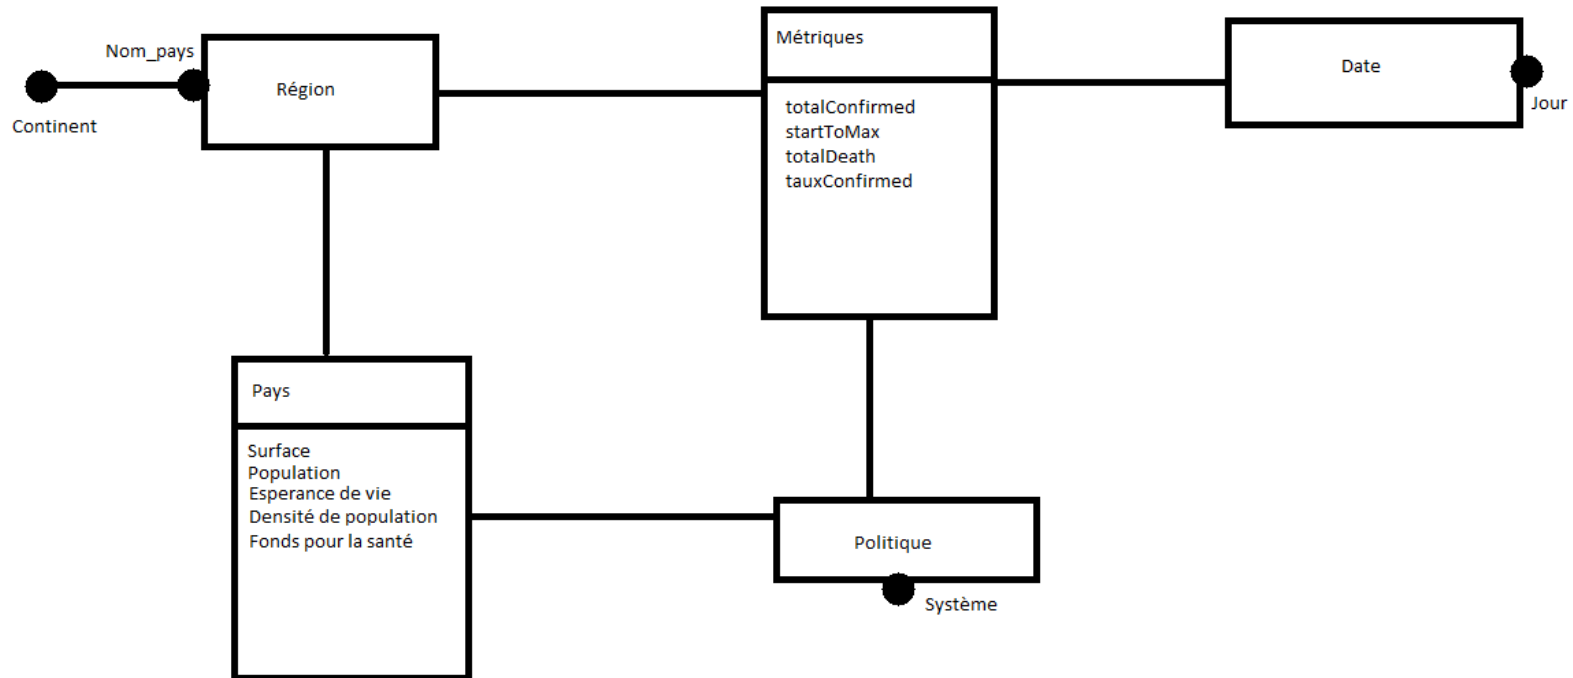 Nom_pays
Continent
Région
Métriques
totalConfirmed
startToMax
totalDeath
tauxConfirmed
Date
Jour
Pays
Surface
Population
Esperance de vie
Densité de population
Fonds pour la santé
Politique
Système